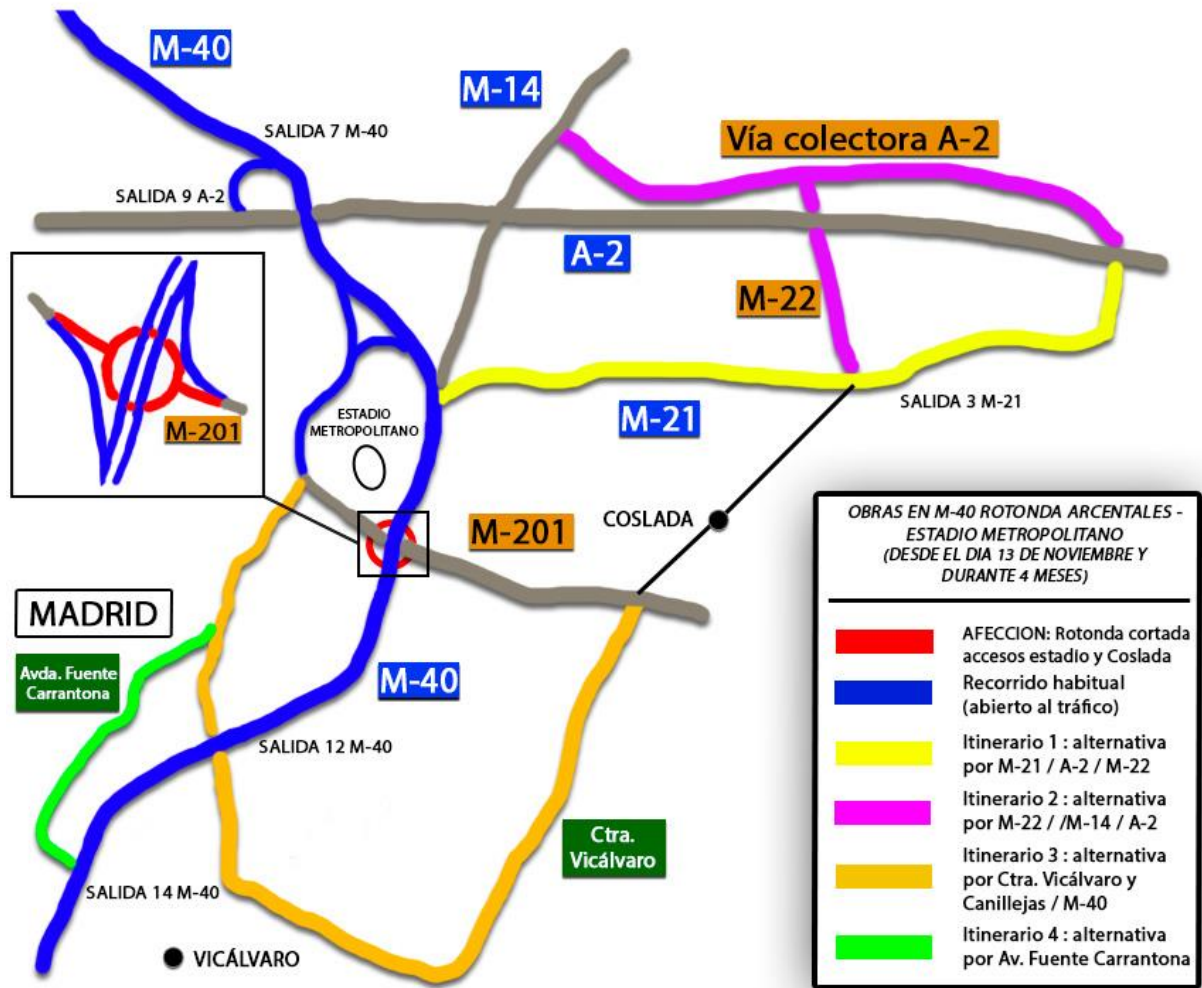 M-40
M-14
SALIDA 7 M-40
Vía colectora A-2
SALIDA 9 A-2
A-2
M-22
M-201
ESTADIO
METROPOLITANO
M-21
SALIDA 3 M-21
COSLADA
M-201
MADRID
Avda. Fuente
Carrantona
M-40
SALIDA 12 M-40
Ctra.
Vicálvaro
SALIDA 14 M-40
VICÁLVARO
OBRAS EN M-40 ROTONDA ARCENTALES -
ESTADIO METROPOLITANO
(DESDE EL DIA 13 DE NOVIEMBRE Y
DURANTE 4 MESES)
AFECCION: Rotonda cortada
accesos estadio y Coslada
Recorrido habitual
(abierto al tráfico)
Itinerario 1 : alternativa
por M-21 / A-2 / M-22
Itinerario 2 : alternativa
por M-22 / /M-14 / A-2
Itinerario 3 : alternativa
por Ctra. Vicálvaro y
Canillejas / M-40
Itinerario 4 : alternativa
por Av. Fuente Carrantona